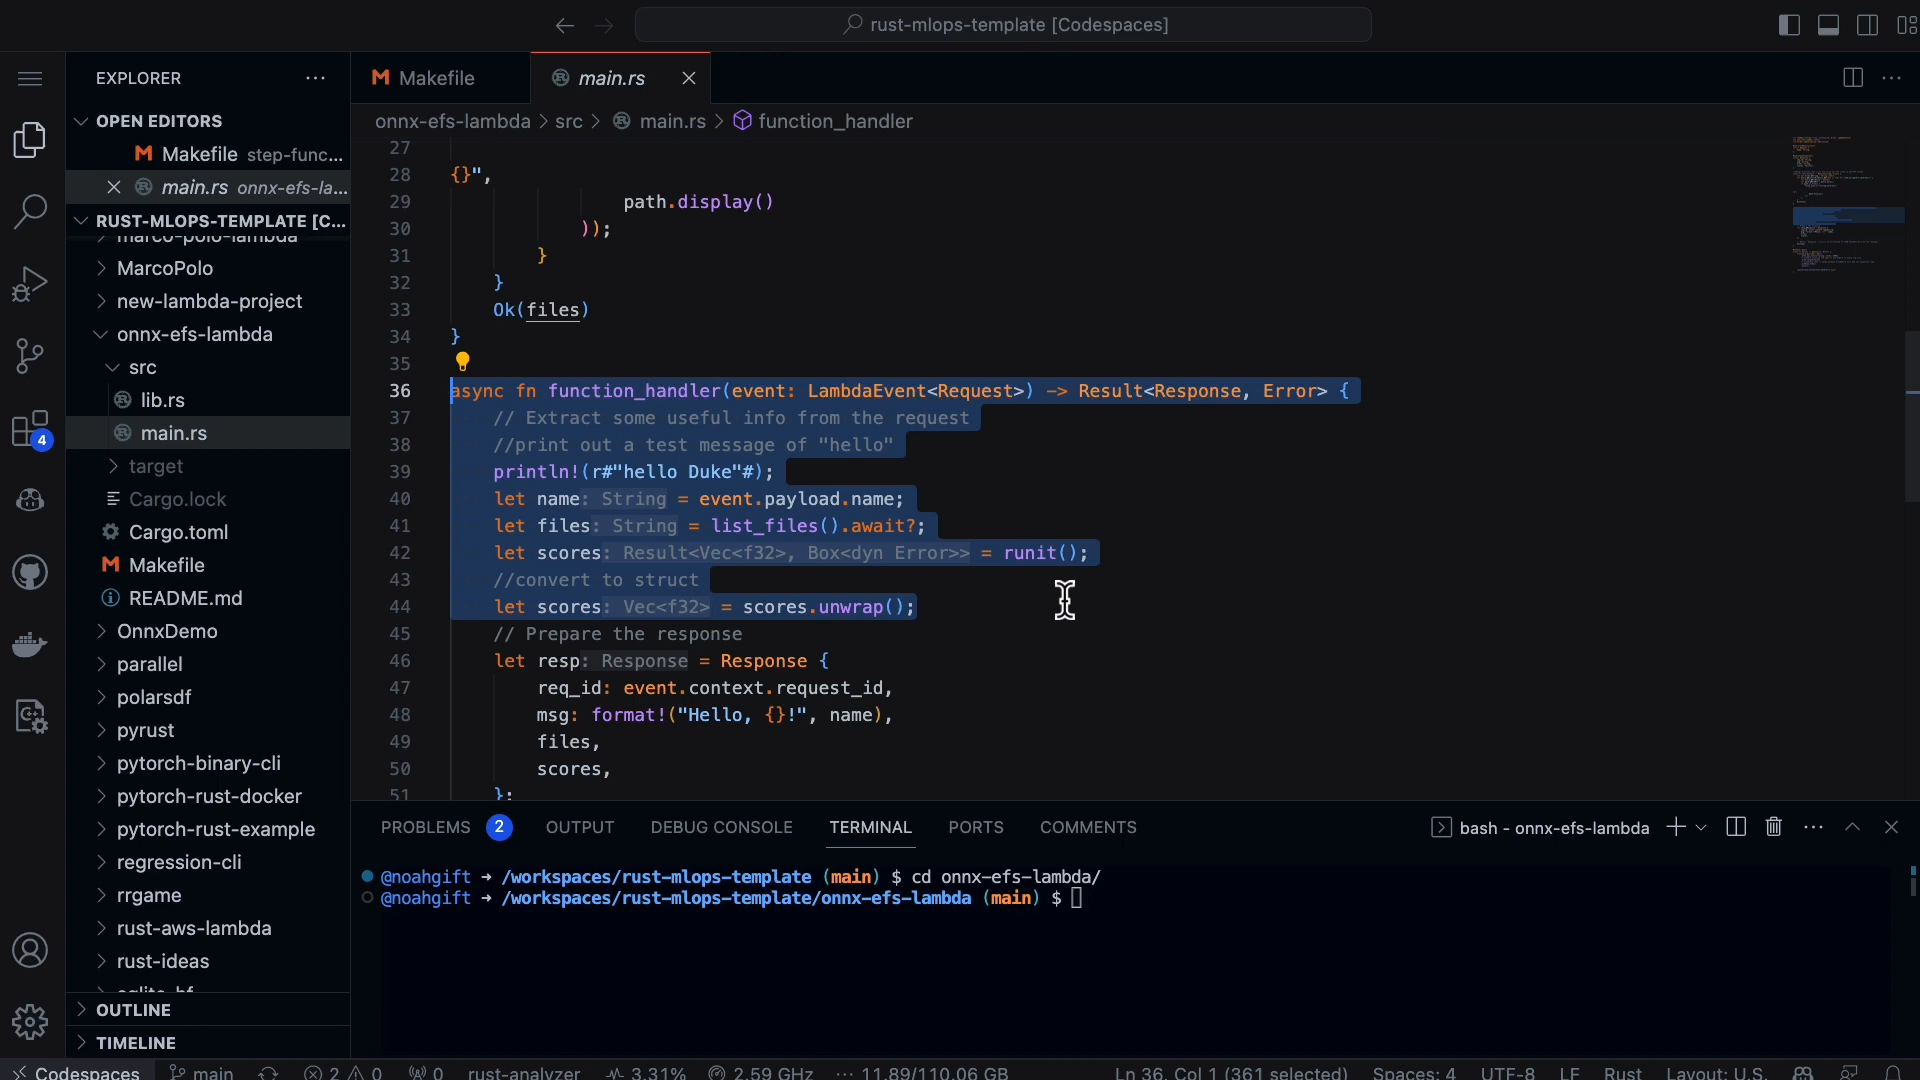 rust-mlops-template [Codespaces]
EXPLORER
Makefile
main.rs
OPEN EDITORS
Makefile step-func...
main.rs onnx-efs-la...
RUST-MLOPS-TEMPLATE [C...
marco-polo-lambda
MarcoPolo
new-lambda-project
onnx-efs-lambda
src
lib.rs
main.rs
target
Cargo.lock
Cargo.toml
Makefile
README.md
OnnxDemo
parallel
polarsdf
pyrust
pytorch-binary-cli
pytorch-rust-docker
pytorch-rust-example
regression-cli
rrgame
rust-aws-lambda
rust-ideas
OUTLINE
TIMELINE
4
onnx-efs-lambda > src > main.rs > function_handler
27
28 {}",
29 path.display()
30 ));
31 }
32 }
33 Ok(files)
34 }
35
36 async fn function_handler(event: LambdaEvent<Request>) -> Result<Response, Error> {
37 // Extract some useful info from the request
38 //print out a test message of "hello"
39 println!(r#"hello Duke"#);
40 let name: String = event.payload.name;
41 let files: String = list_files().await?;
42 let scores: Result<Vec<f32>, Box<dyn Error>> = runit();
43 //convert to struct
44 let scores: Vec<f32> = scores.unwrap();
45 // Prepare the response
46 let resp: Response = Response {
47 req_id: event.context.request_id,
48 msg: format!("Hello, {}!", name),
49 files,
50 scores,
51 };
PROBLEMS 2 OUTPUT DEBUG CONSOLE TERMINAL PORTS COMMENTS
bash - onnx-efs-lambda
@noahgift → /workspaces/rust-mlops-template (main) $ cd onnx-efs-lambda/
@noahgift → /workspaces/rust-mlops-template/onnx-efs-lambda (main) $
Codespaces main 2 0 0 rust-analyzer 3.31% 2.59 GHz 11.89/110.06 GB Ln 36, Col 1 (361 selected) Spaces: 4 UTF-8 LF Rust Layout: U.S.